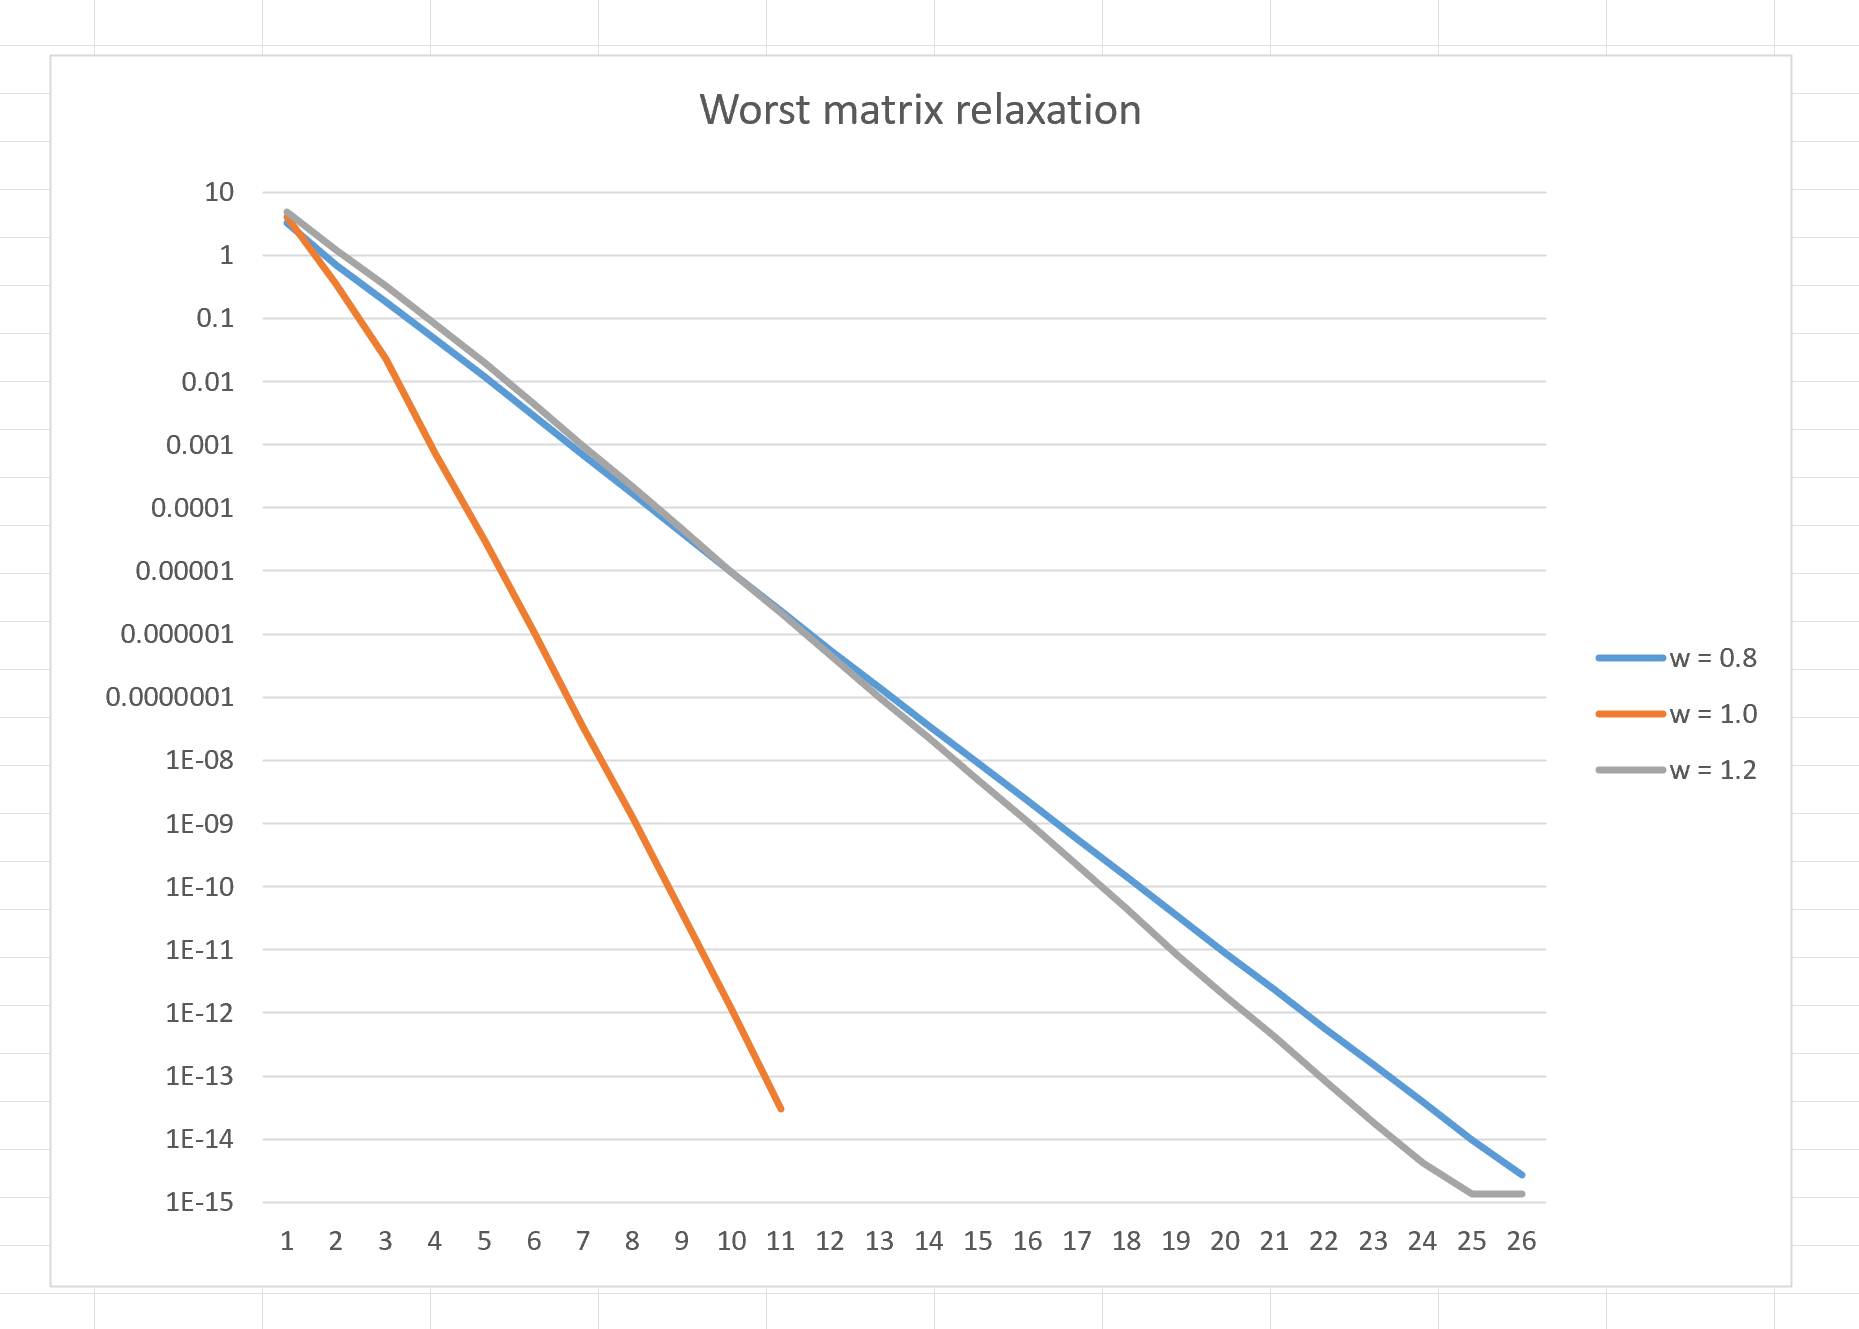 Worst matrix relaxation
10
1
0.1
0.01
0.001
0.0001
0.00001
0.000001
0.0000001
1E-08
1E-09
1E-10
1E-11
1E-12
1E-13
1E-14
1E-15
1 2 3 4 5 6 7 8 9 10 11 12 13 14 15 16 17 18 19 20 21 22 23 24 25 26
w = 0.8
w = 1.0
w = 1.2